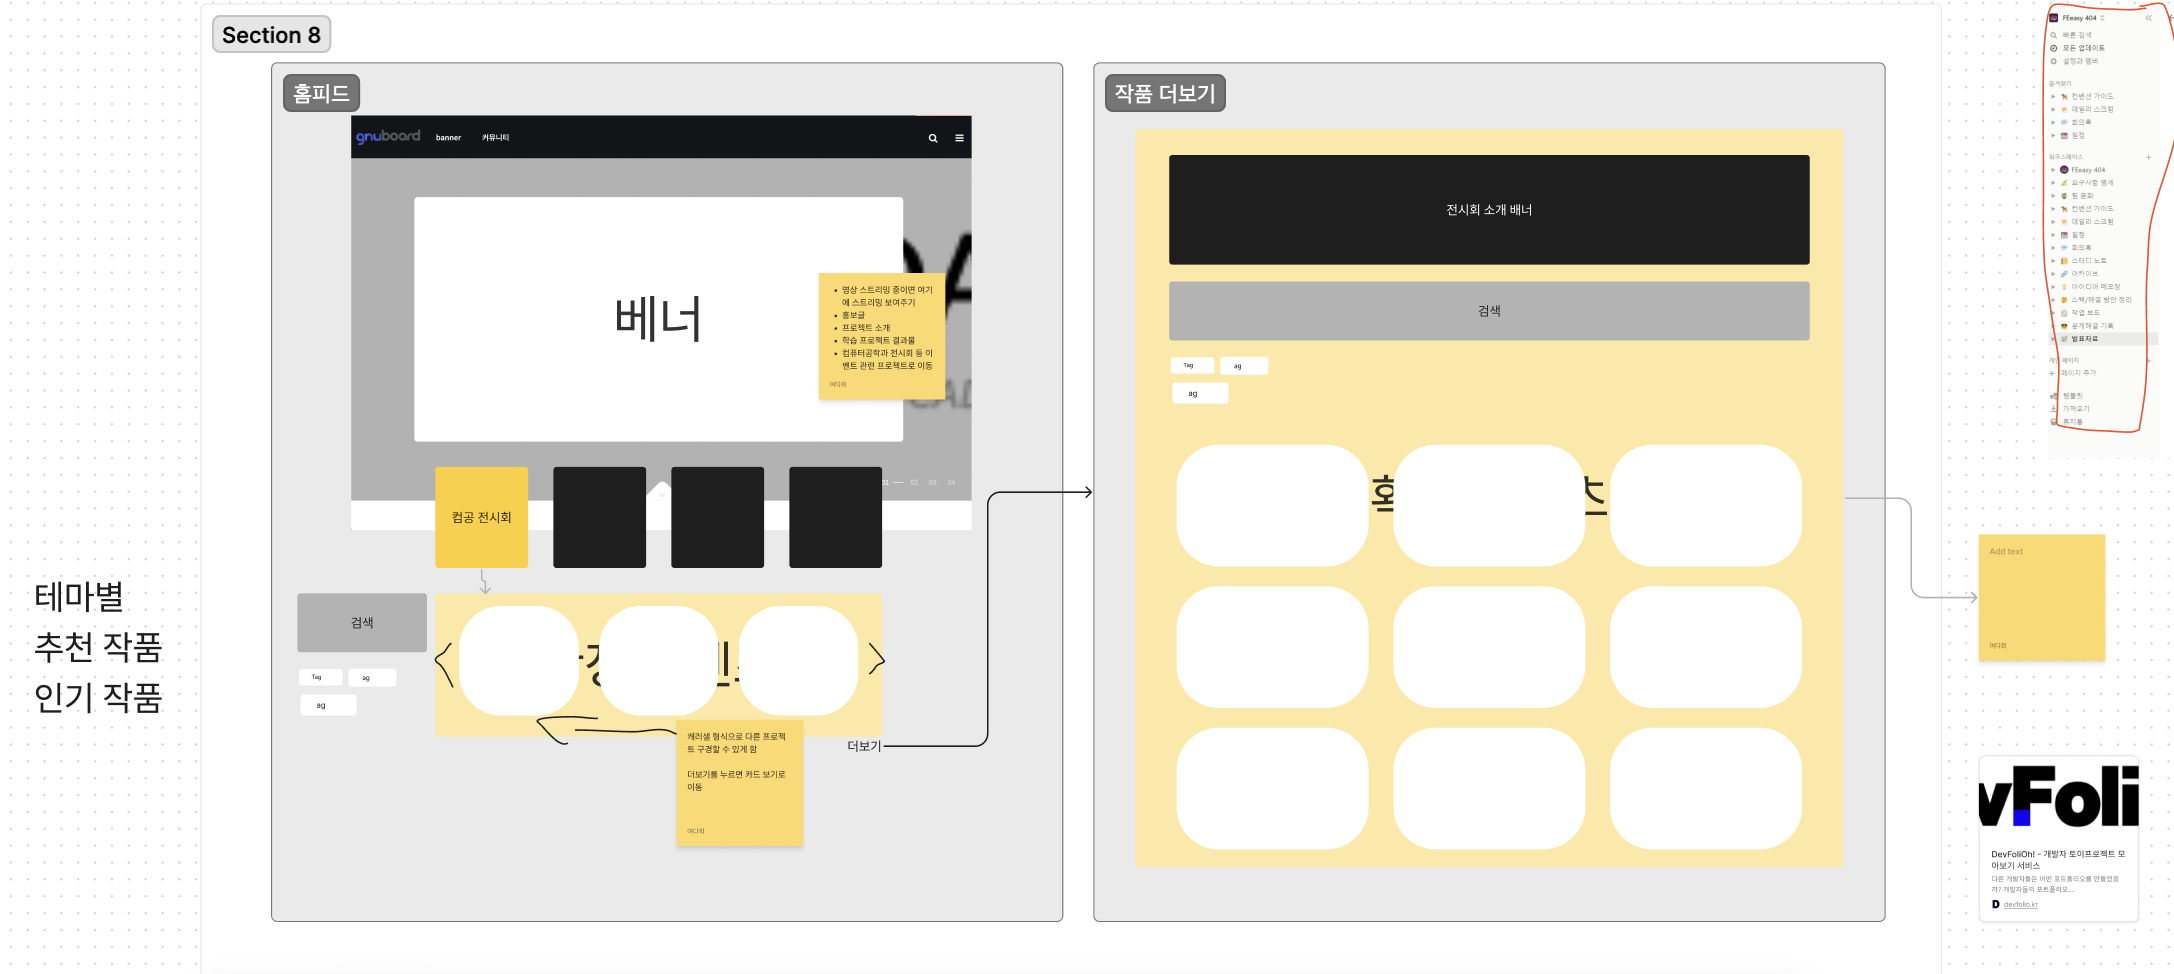 Section 8
홈피드
gnuboard
banner
커뮤니티
베너
영상 스트리밍 중이면 여기
에 스트리밍 보여주기
홍보글
프로젝트 소개
학습 프로젝트 결과물
컴퓨터공학과 전시회 등 이
벤트 관련 프로젝트로 이동
여다희
01
02
03
04
컴공 전시회
테마별
추천 작품
인기 작품
검색
Tag
ag
ag
캐러셀 형식으로 다른 프로젝
트 구경할 수 있게 함
더보기를 누르면 카드 보기로
이동
여다희
더보기
작품 더보기
전시회 소개 배너
검색
Tag
ag
ag
FEeasy 404
빠른 검색
모든 업데이트
설정과 멤버
즐겨찾기
컨벤션 가이드
데일리 스크럼
회의록
일정
워크스페이스
FEeasy 404
요구사항 명세
팀 문화
컨벤션 가이드
데일리 스크럼
일정
회의록
스터디 노트
아카이브
아이디어 메모장
스택/해결 방안 정리
작업 보드
문제해결 기록
발표자료
개인 페이지
페이지 추가
템플릿
가져오기
휴지통
Add text
여다희
vFoli
DevFoliOh! - 개발자 토이프로젝트 모
아보기 서비스
다른 개발자들은 어떤 포트폴리오를 만들었을
까? 개발자들의 포트폴리오...
D devfolio.kr